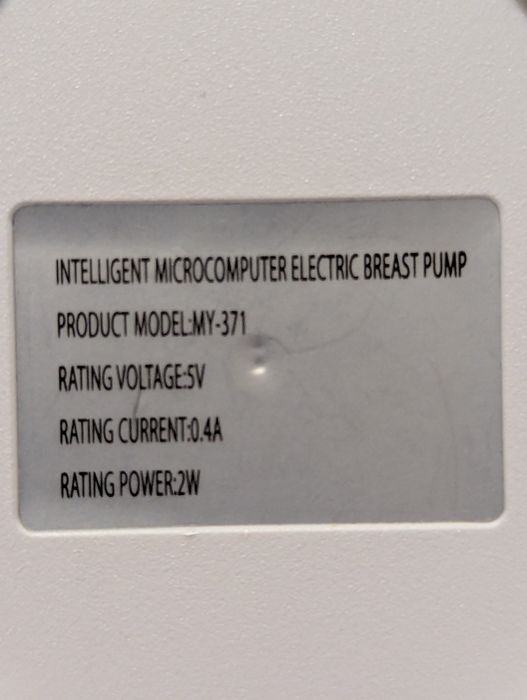 INTELLIGENT MICROCOMPUTER ELECTRIC BREAST PUMP
PRODUCT MODEL:MY-371
RATING VOLTAGE:5V
RATING CURRENT:0.4A
RATING POWER:2W